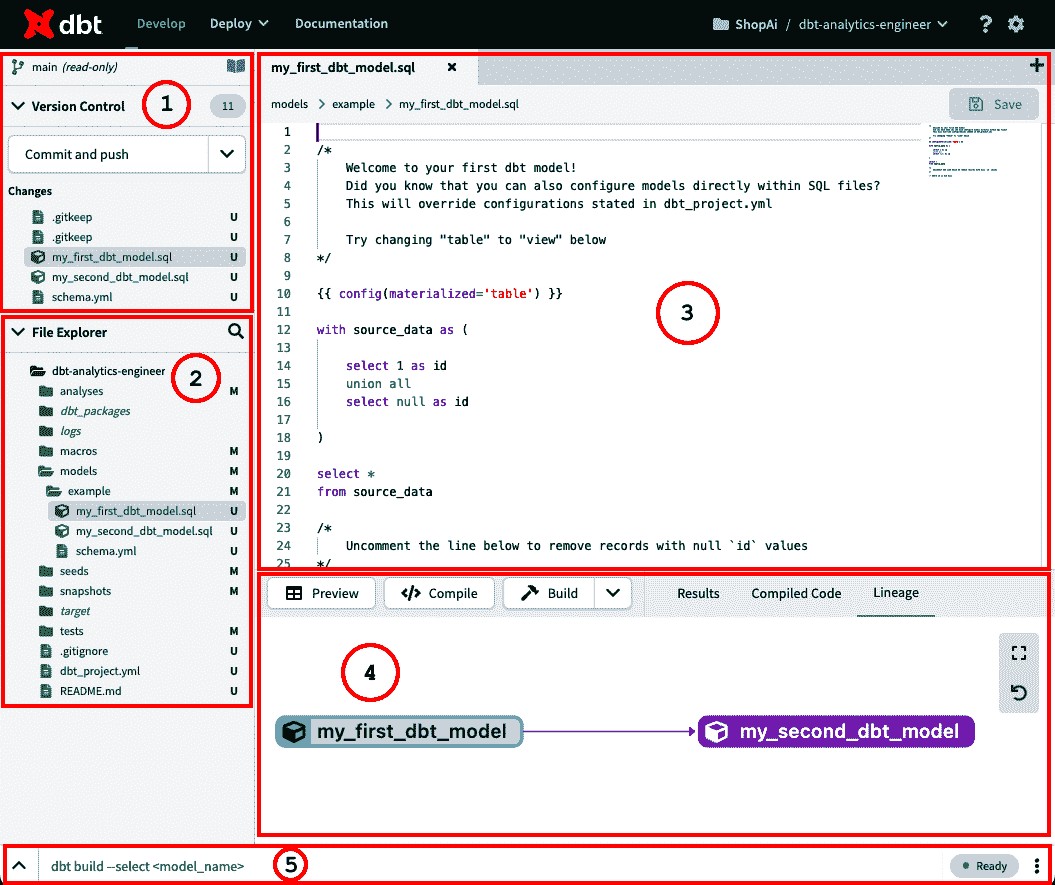 dbt Develop Deploy Documentation ShopAi / dbt-analytics-engineer ?
main (read-only)
Version Control 1 11
Commit and push
Changes
.gitkeep U
.gitkeep U
my_first_dbt_model.sql U
my_second_dbt_model.sql U
schema.yml U
File Explorer
2
dbt-analytics-engineer
analyses M
dbt_packages
logs
macros M
models M
example M
my_first_dbt_model.sql U
my_second_dbt_model.sql U
schema.yml U
seeds M
snapshots M
target
tests M
.gitignore U
dbt_project.yml U
README.md U
my_first_dbt_model.sql × +
models > example > my_first_dbt_model.sql Save
1
2 /*
3 Welcome to your first dbt model!
4 Did you know that you can also configure models directly within SQL files?
5 This will override configurations stated in dbt_project.yml
6
7 Try changing "table" to "view" below
8 */
9
10 {{ config(materialized='table') }}
11
12 with source_data as (
13
14 select 1 as id
15 union all
16 select null as id
17
18 )
19
20 select *
21 from source_data
22
23 /*
24 Uncomment the line below to remove records with null `id` values
25 */
3
Preview </> Compile Build Results Compiled Code Lineage
4
my_first_dbt_model my_second_dbt_model
dbt build --select <model_name> 5 Ready